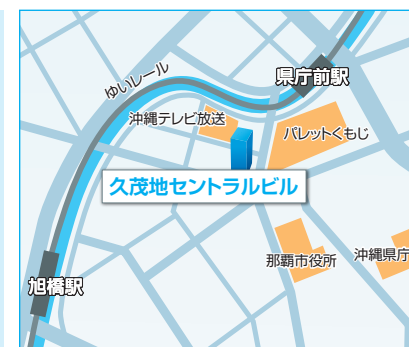 県庁前駅
ゆいレール
沖縄テレビ放送
パレットくもじ
久茂地セントラルビル
那覇市役所
沖縄県庁
旭橋駅